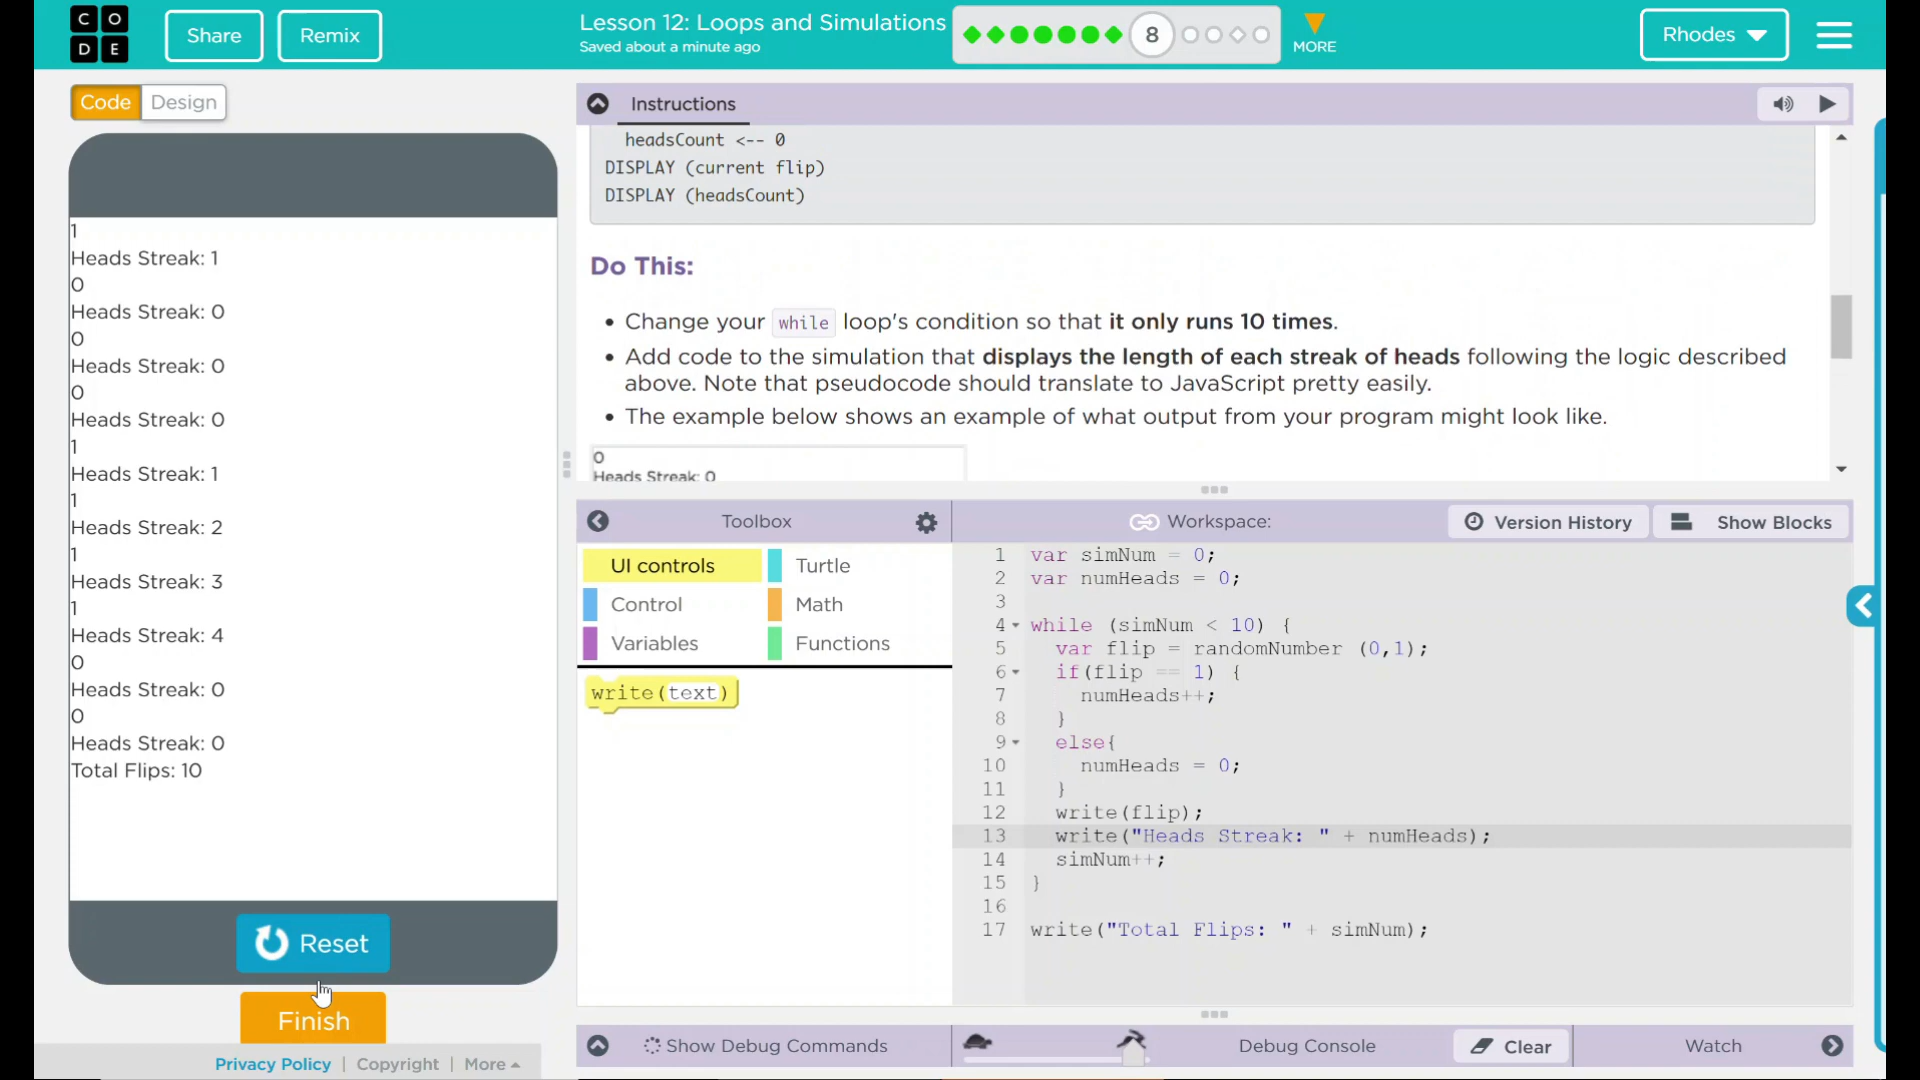 CODE
Share
Remix
Lesson 12: Loops and Simulations
Saved about a minute ago
8
MORE
Rhodes
Code
Design
1
Heads Streak: 1
0
Heads Streak: 0
0
Heads Streak: 0
0
Heads Streak: 0
1
Heads Streak: 1
1
Heads Streak: 2
1
Heads Streak: 3
1
Heads Streak: 4
0
Heads Streak: 0
0
Heads Streak: 0
Total Flips: 10
Reset
Finish
Privacy Policy | Copyright | More
Instructions
headsCount <-- 0
DISPLAY (current flip)
DISPLAY (headsCount)
Do This:
• Change your while loop's condition so that it only runs 10 times.
• Add code to the simulation that displays the length of each streak of heads following the logic described
above. Note that pseudocode should translate to JavaScript pretty easily.
• The example below shows an example of what output from your program might look like.
0
Heads Streak: 0
Toolbox
UI controls
Turtle
Control
Math
Variables
Functions
write(text)
Workspace:
Version History
Show Blocks
1 var simNum = 0;
2 var numHeads = 0;
3
4 while (simNum < 10) {
5 var flip = randomNumber (0,1);
6 if(flip == 1) {
7 numHeads++;
8 }
9 else{
10 numHeads = 0;
11 }
12 write(flip);
13 write("Heads Streak: " + numHeads);
14 simNum++;
15 }
16
17 write("Total Flips: " + simNum);
Show Debug Commands
Debug Console
Clear
Watch